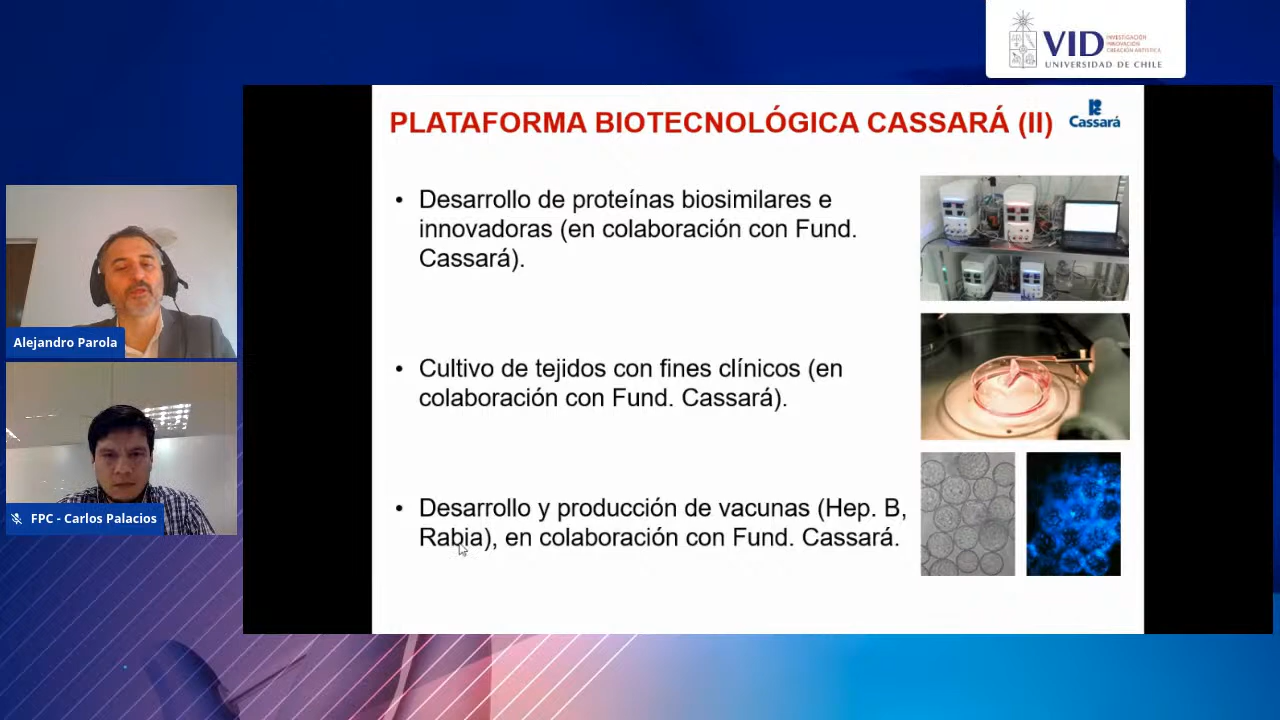 VID
INVESTIGACIÓN
INNOVACIÓN
CREACIÓN ARTÍSTICA
UNIVERSIDAD DE CHILE
PLATAFORMA BIOTECNOLÓGICA CASSARÁ (II)
Cassará
• Desarrollo de proteínas biosimilares e
innovadoras (en colaboración con Fund.
Cassará).
• Cultivo de tejidos con fines clínicos (en
colaboración con Fund. Cassará).
• Desarrollo y producción de vacunas (Hep. B,
Rabia), en colaboración con Fund. Cassará.
Alejandro Parola
FPC - Carlos Palacios